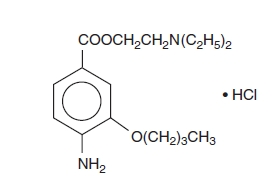 COOCH₂CH₂N(C₂H₅)₂
• HCl
O(CH₂)₃CH₃
NH₂